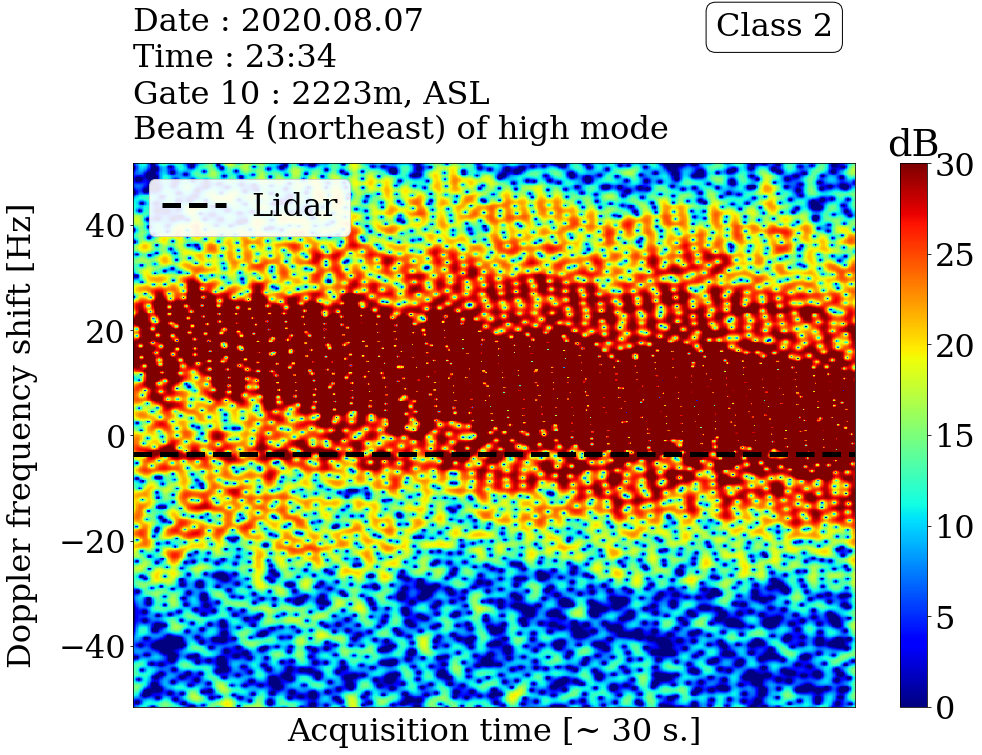 Date : 2020.08.07
Time : 23:34
Gate 10 : 2223m, ASL
Beam 4 (northeast) of high mode
Class 2
dB
Lidar
Doppler frequency shift [Hz]
40
20
0
−20
−40
30
25
20
15
10
5
0
Acquisition time [~ 30 s.]